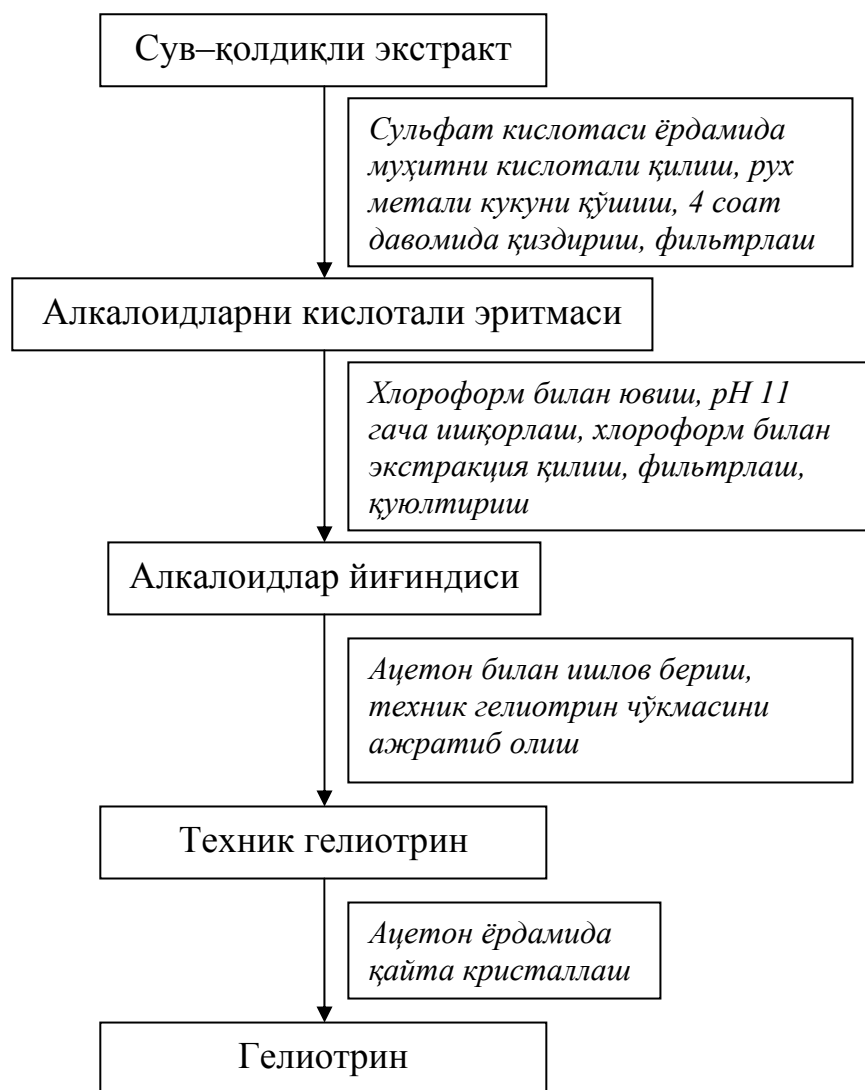 Сув–қолдиқли экстракт
Сульфат кислотаси ёрдамида
муҳитни кислотали қилиш, рух
метали кукуни қўшиш, 4 соат
давомида қиздириш, фильтрлаш
Алкалоидларни кислотали эритмаси
Хлороформ билан ювиш, рН 11
гача ишқорлаш, хлороформ билан
экстракция қилиш, фильтрлаш,
қуюлтириш
Алкалоидлар йиғиндиси
Ацетон билан ишлов бериш,
техник гелиотрин чўкмасини
ажратиб олиш
Техник гелиотрин
Ацетон ёрдамида
қайта кристаллаш
Гелиотрин